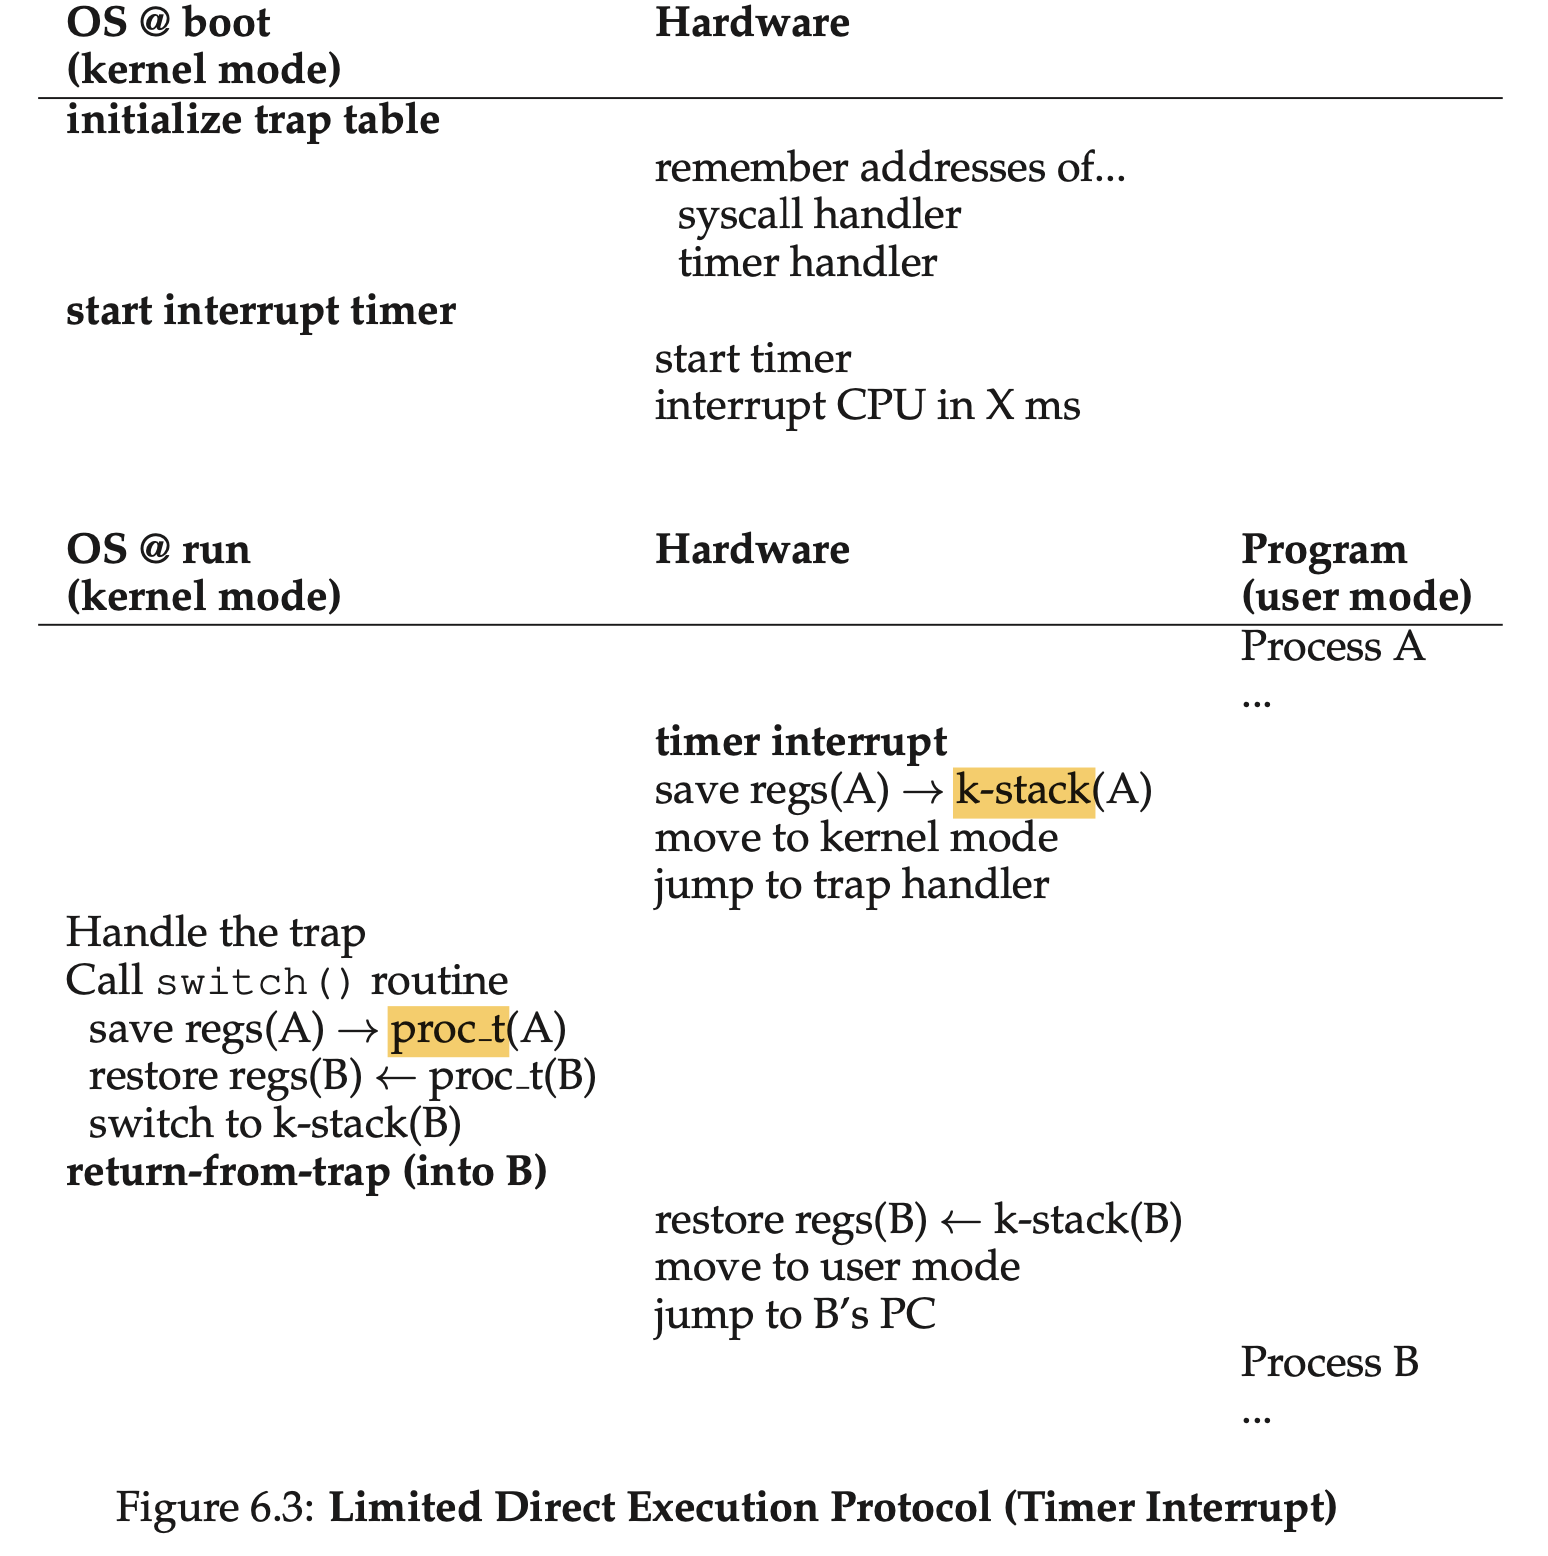 OS @ boot Hardware
(kernel mode)
initialize trap table
remember addresses of...
syscall handler
timer handler
start interrupt timer
start timer
interrupt CPU in X ms
OS @ run Hardware Program
(kernel mode) (user mode)
Process A
...
timer interrupt
save regs(A) → k-stack(A)
move to kernel mode
jump to trap handler
Handle the trap
Call switch() routine
save regs(A) → proc_t(A)
restore regs(B) ← proc_t(B)
switch to k-stack(B)
return-from-trap (into B)
restore regs(B) ← k-stack(B)
move to user mode
jump to B’s PC
Process B
...
Figure 6.3: Limited Direct Execution Protocol (Timer Interrupt)